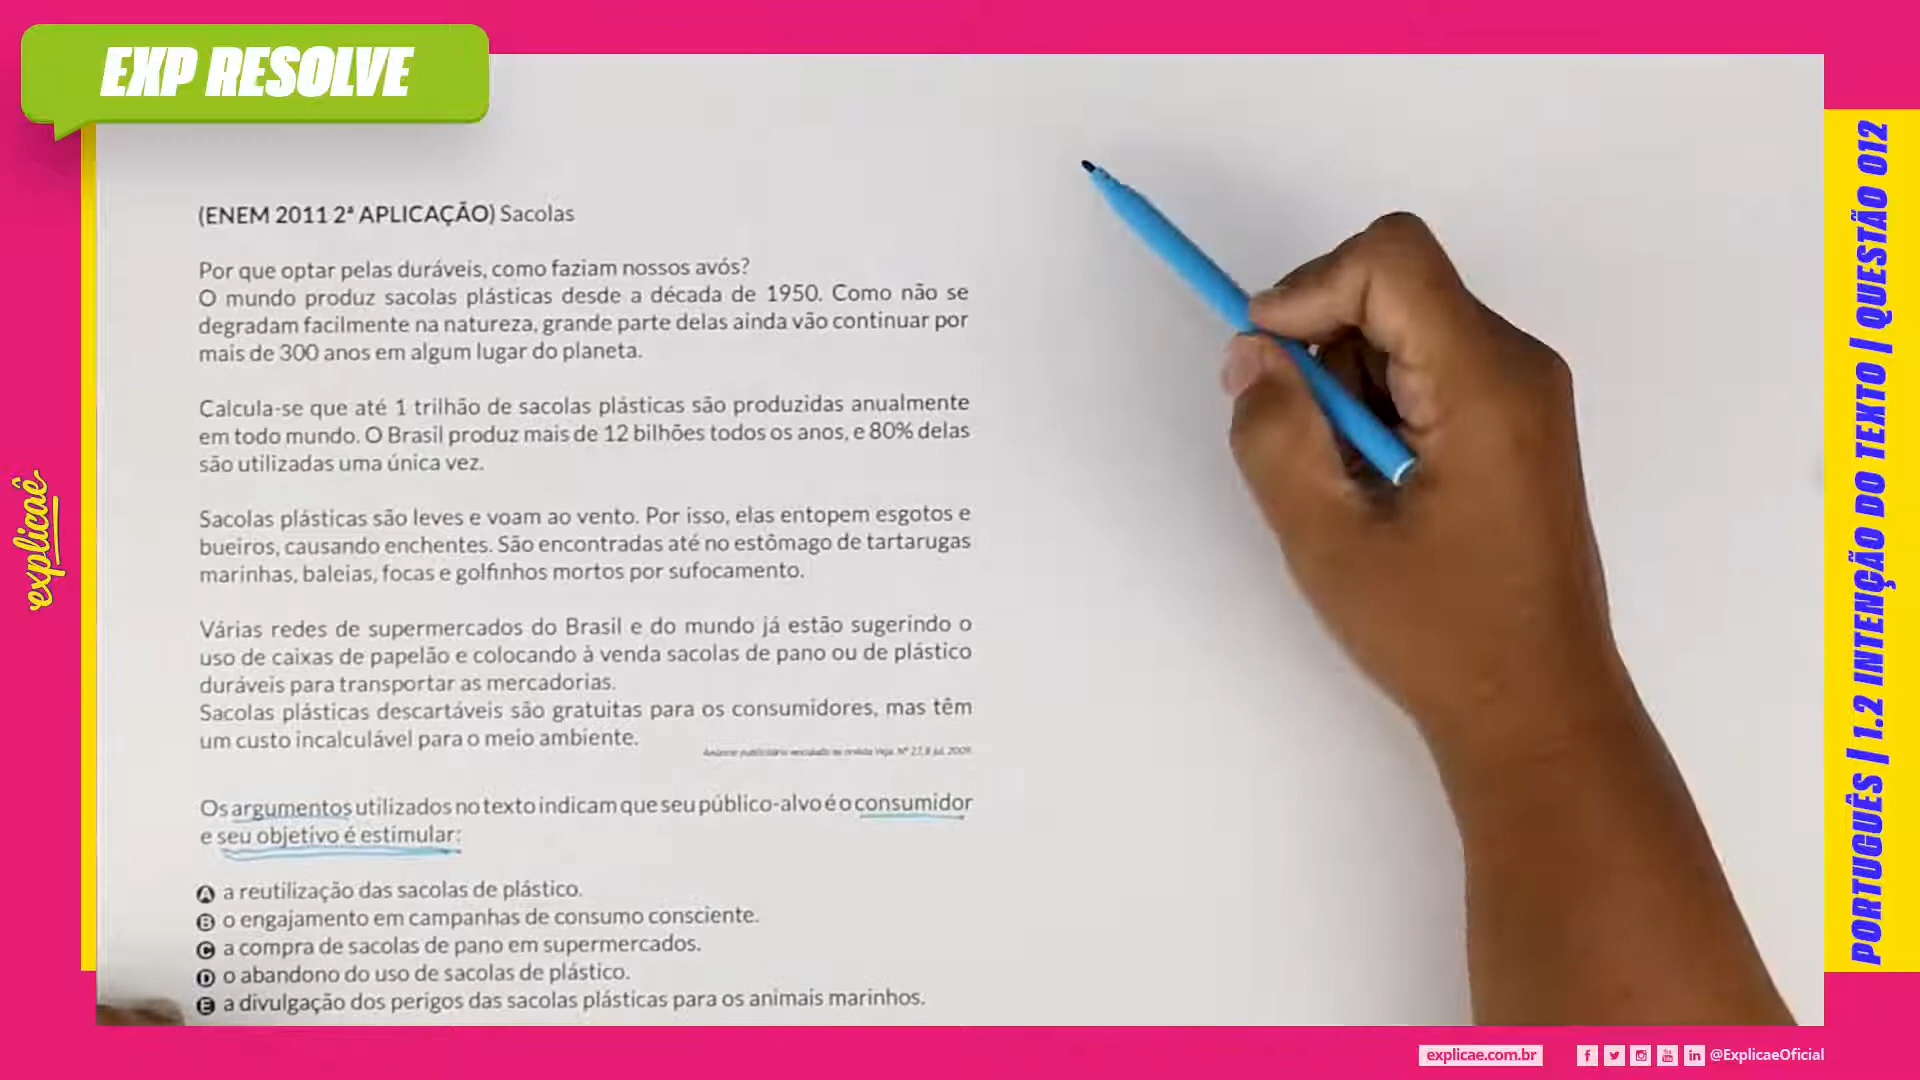 EXP RESOLVE
(ENEM 2011 2ª APLICAÇÃO) Sacolas
Por que optar pelas duráveis, como faziam nossos avós?
O mundo produz sacolas plásticas desde a década de 1950. Como não se
degradam facilmente na natureza, grande parte delas ainda vão continuar por
mais de 300 anos em algum lugar do planeta.
Calcula-se que até 1 trilhão de sacolas plásticas são produzidas anualmente
em todo mundo. O Brasil produz mais de 12 bilhões todos os anos, e 80% delas
são utilizadas uma única vez.
Sacolas plásticas são leves e voam ao vento. Por isso, elas entopem esgotos e
bueiros, causando enchentes. São encontradas até no estômago de tartarugas
marinhas, baleias, focas e golfinhos mortos por sufocamento.
Várias redes de supermercados do Brasil e do mundo já estão sugerindo o
uso de caixas de papelão e colocando à venda sacolas de pano ou de plástico
duráveis para transportar as mercadorias.
Sacolas plásticas descartáveis são gratuitas para os consumidores, mas têm
um custo incalculável para o meio ambiente.
Anúncio publicitário veiculado na revista Veja. Nº 27, 8 jul. 2009.
Os argumentos utilizados no texto indicam que seu público-alvo é o consumidor
e seu objetivo é estimular:
A a reutilização das sacolas de plástico.
B o engajamento em campanhas de consumo consciente.
C a compra de sacolas de pano em supermercados.
D o abandono do uso de sacolas de plástico.
E a divulgação dos perigos das sacolas plásticas para os animais marinhos.
explicaê
PORTUGUÊS | 1.2 INTENÇÃO DO TEXTO | QUESTÃO 012
explicae.com.br
@ExplicaeOficial